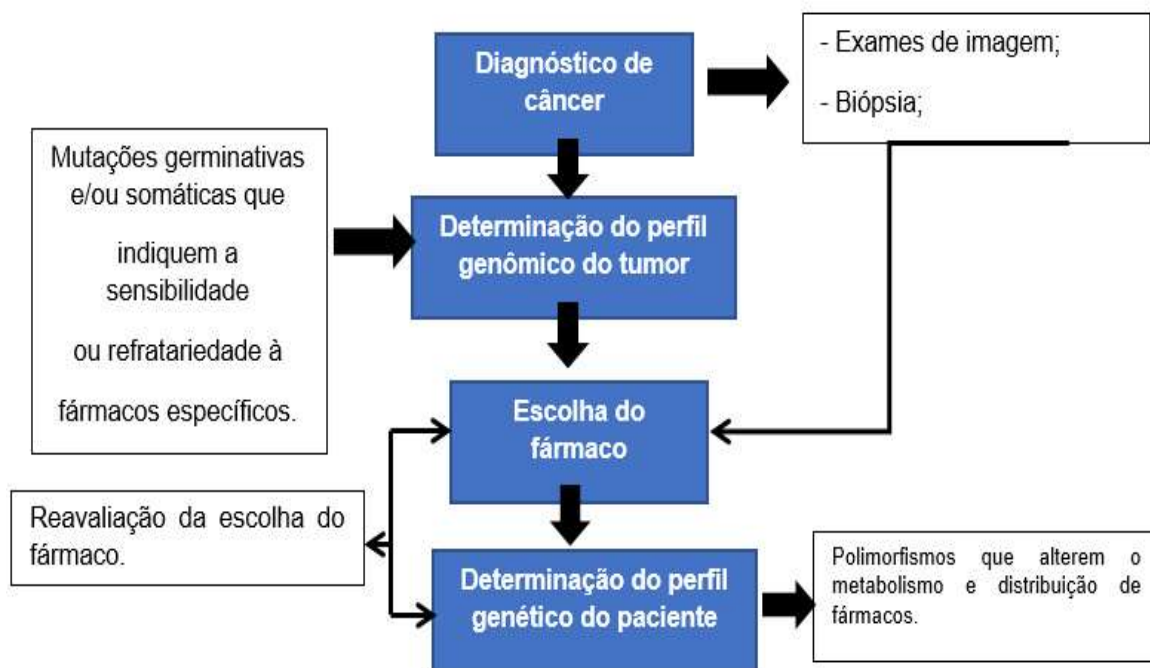 Diagnóstico de
câncer
- Exames de imagem;
- Biópsia;
Mutações germinativas
e/ou somáticas que
indiquem a
sensibilidade
ou refratariedade à
fármacos específicos.
Determinação do perfil
genômico do tumor
Escolha do
fármaco
Reavaliação da escolha do
fármaco.
Determinação do perfil
genético do paciente
Polimorfismos que alterem o
metabolismo e distribuição de
fármacos.